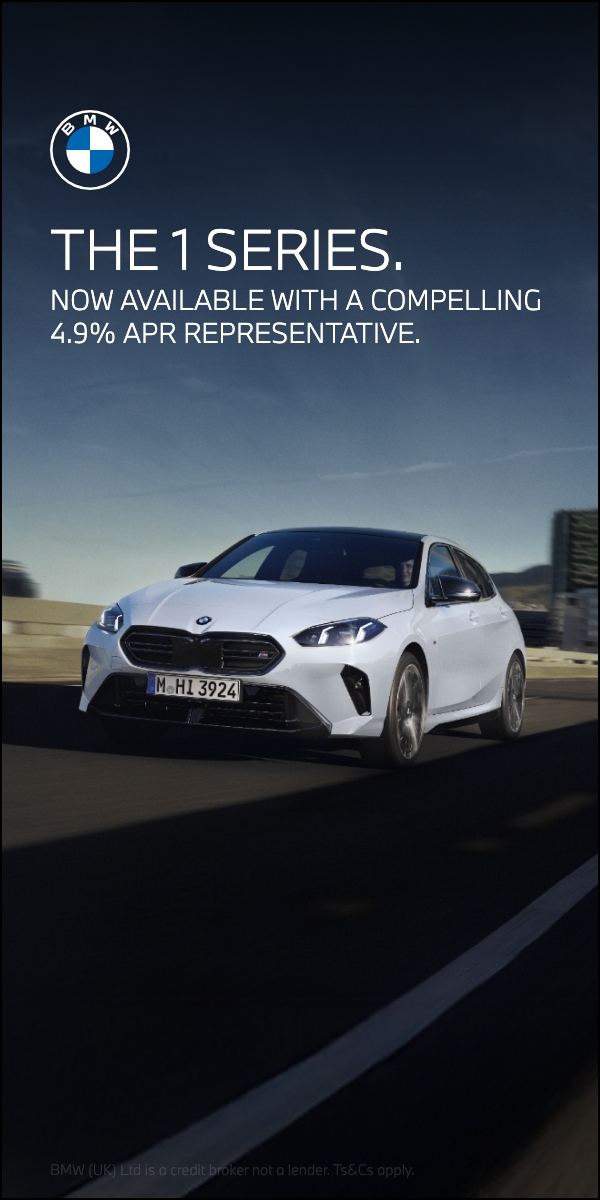 BMW
THE 1 SERIES.
NOW AVAILABLE WITH A COMPELLING
4.9% APR REPRESENTATIVE.
M HI 3924
BMW (UK) Ltd is a credit broker not a lender. Ts&Cs apply.